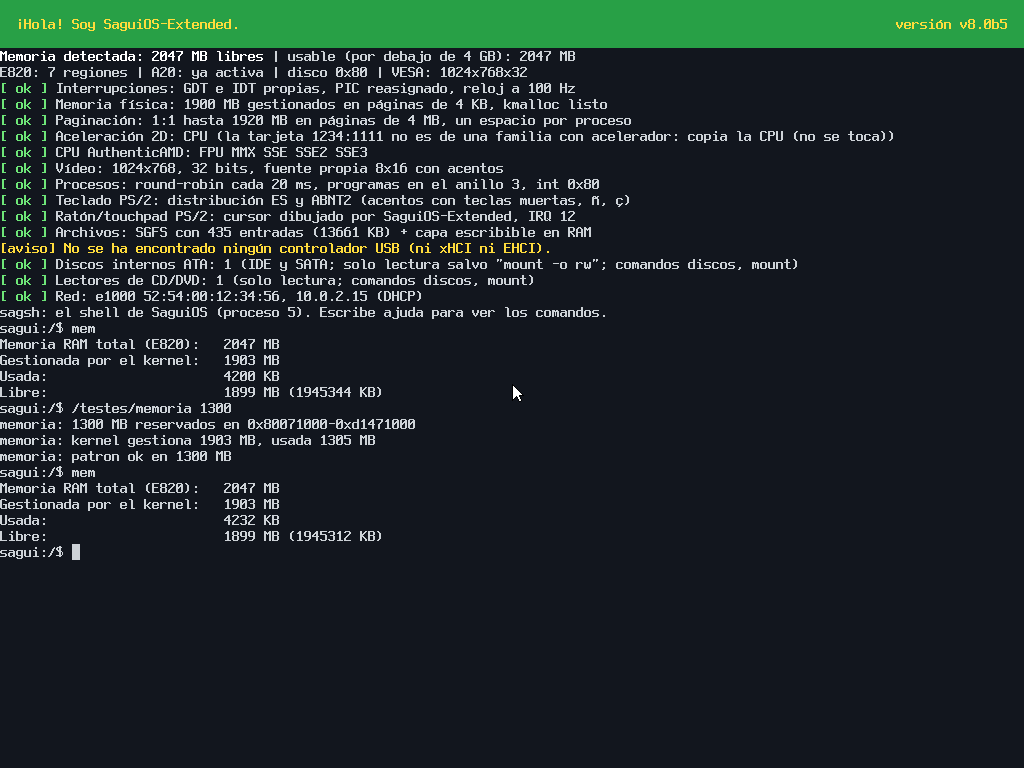 ¡Hola! Soy SaguiOS-Extended.
versión v8.0b5
Memoria detectada: 2047 MB libres | usable (por debajo de 4 GB): 2047 MB
E820: 7 regiones | A20: ya activa | disco 0x80 | VESA: 1024x768x32
[ ok ] Interrupciones: GDT e IDT propias, PIC reasignado, reloj a 100 Hz
[ ok ] Memoria física: 1900 MB gestionados en páginas de 4 KB, kmalloc listo
[ ok ] Paginación: 1:1 hasta 1920 MB en páginas de 4 MB, un espacio por proceso
[ ok ] Aceleración 2D: CPU (la tarjeta 1234:1111 no es de una familia con acelerador: copia la CPU (no se toca))
[ ok ] CPU AuthenticAMD: FPU MMX SSE SSE2 SSE3
[ ok ] Vídeo: 1024x768, 32 bits, fuente propia 8x16 con acentos
[ ok ] Procesos: round-robin cada 20 ms, programas en el anillo 3, int 0x80
[ ok ] Teclado PS/2: distribución ES y ABNT2 (acentos con teclas muertas, ñ, ç)
[ ok ] Ratón/touchpad PS/2: cursor dibujado por SaguiOS-Extended, IRQ 12
[ ok ] Archivos: SGFS con 435 entradas (13661 KB) + capa escribible en RAM
[aviso] No se ha encontrado ningún controlador USB (ni xHCI ni EHCI).
[ ok ] Discos internos ATA: 1 (IDE y SATA; solo lectura salvo "mount -o rw"; comandos discos, mount)
[ ok ] Lectores de CD/DVD: 1 (solo lectura; comandos discos, mount)
[ ok ] Red: e1000 52:54:00:12:34:56, 10.0.2.15 (DHCP)
sagsh: el shell de SaguiOS (proceso 5). Escribe ayuda para ver los comandos.
sagui:/$ mem
Memoria RAM total (E820):   2047 MB
Gestionada por el kernel:   1903 MB
Usada:                      4200 KB
Libre:                      1899 MB (1945344 KB)
sagui:/$ /testes/memoria 1300
memoria: 1300 MB reservados en 0x80071000-0xd1471000
memoria: kernel gestiona 1903 MB, usada 1305 MB
memoria: patron ok en 1300 MB
sagui:/$ mem
Memoria RAM total (E820):   2047 MB
Gestionada por el kernel:   1903 MB
Usada:                      4232 KB
Libre:                      1899 MB (1945312 KB)
sagui:/$